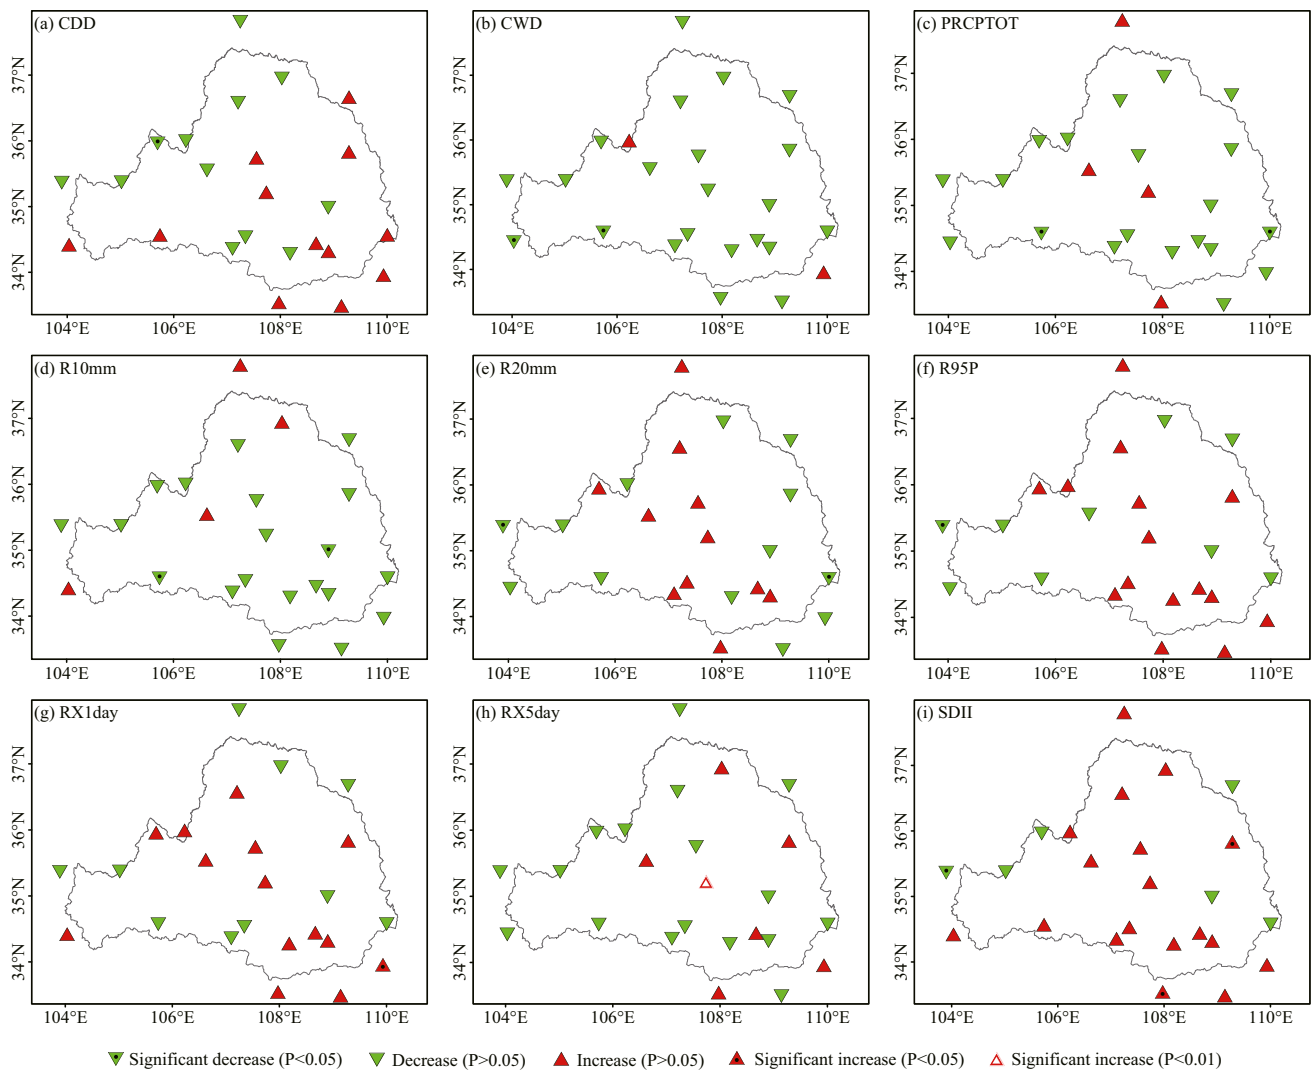 (a) CDD
(b) CWD
(c) PRCPTOT
37°N
36°N
35°N
34°N
37°N
36°N
35°N
34°N
37°N
36°N
35°N
34°N
104°E 106°E 108°E 110°E
104°E 106°E 108°E 110°E
104°E 106°E 108°E 110°E
(d) R10mm
(e) R20mm
(f) R95P
37°N
36°N
35°N
34°N
37°N
36°N
35°N
34°N
37°N
36°N
35°N
34°N
104°E 106°E 108°E 110°E
104°E 106°E 108°E 110°E
104°E 106°E 108°E 110°E
(g) RX1day
(h) RX5day
(i) SDII
37°N
36°N
35°N
34°N
37°N
36°N
35°N
34°N
37°N
36°N
35°N
34°N
104°E 106°E 108°E 110°E
104°E 106°E 108°E 110°E
104°E 106°E 108°E 110°E
Significant decrease (P<0.05) Decrease (P>0.05) Increase (P>0.05) Significant increase (P<0.05) Significant increase (P<0.01)